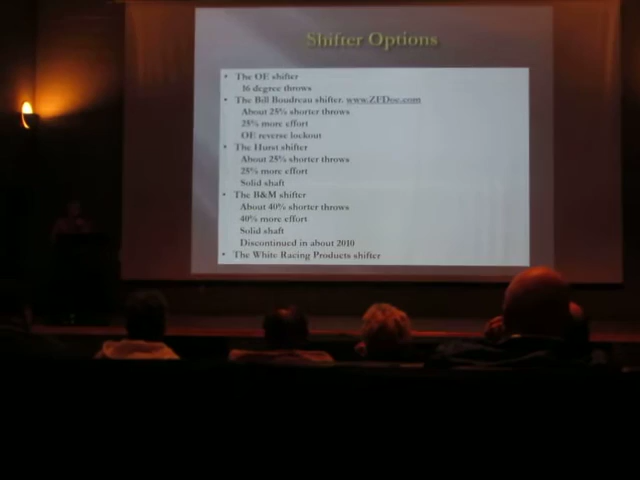 Shifter Options
• The OE shifter
16 degree throws
• The Bill Boudreau shifter. www.ZFDoc.com
About 25% shorter throws
25% more effort
OE reverse lockout
• The Hurst shifter
About 25% shorter throws
25% more effort
Solid shaft
• The B&M shifter
About 40% shorter throws
40% more effort
Solid shaft
Discontinued in about 2010
• The White Racing Products shifter